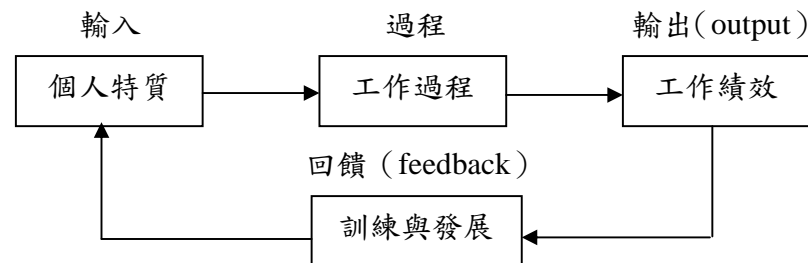 輸入
過程
輸出(output)
個人特質
工作過程
工作績效
回饋(feedback)
訓練與發展